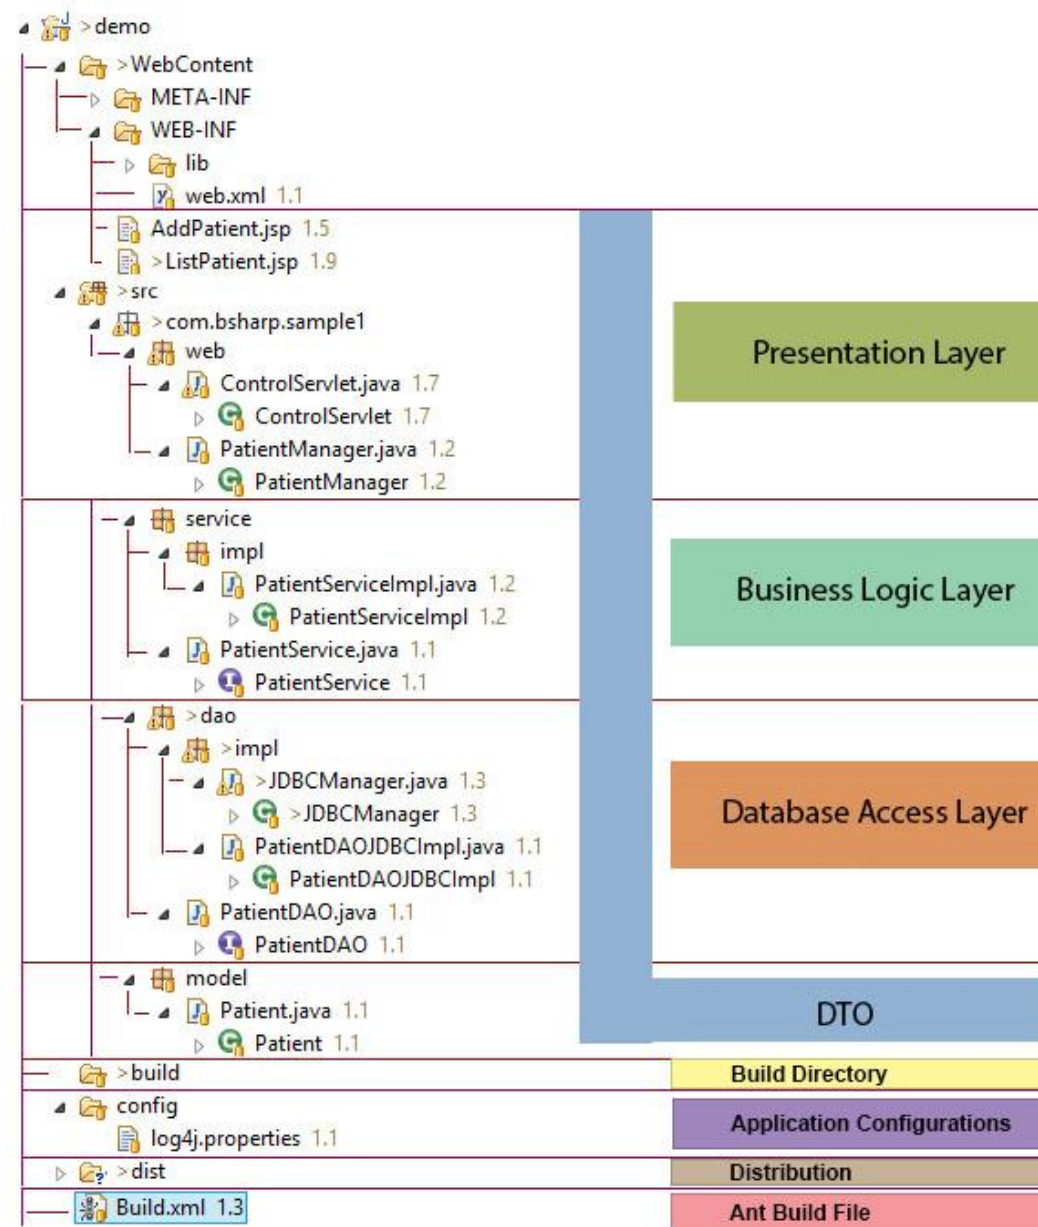 >demo
>WebContent
META-INF
WEB-INF
lib
web.xml 1.1
AddPatient.jsp 1.5
>ListPatient.jsp 1.9
>src
>com.bsharp.sample1
web
Presentation Layer
ControlServlet.java 1.7
ControlServlet 1.7
PatientManager.java 1.2
PatientManager 1.2
service
impl
PatientServiceImpl.java 1.2
Business Logic Layer
PatientServiceImpl 1.2
PatientService.java 1.1
PatientService 1.1
>dao
>impl
>JDBCManager.java 1.3
>JDBCManager 1.3
Database Access Layer
PatientDAOJDBCImpl.java 1.1
PatientDAOJDBCImpl 1.1
PatientDAO.java 1.1
PatientDAO 1.1
model
Patient.java 1.1
DTO
Patient 1.1
>build
Build Directory
config
Application Configurations
log4j.properties 1.1
>dist
Distribution
Build.xml 1.3
Ant Build File